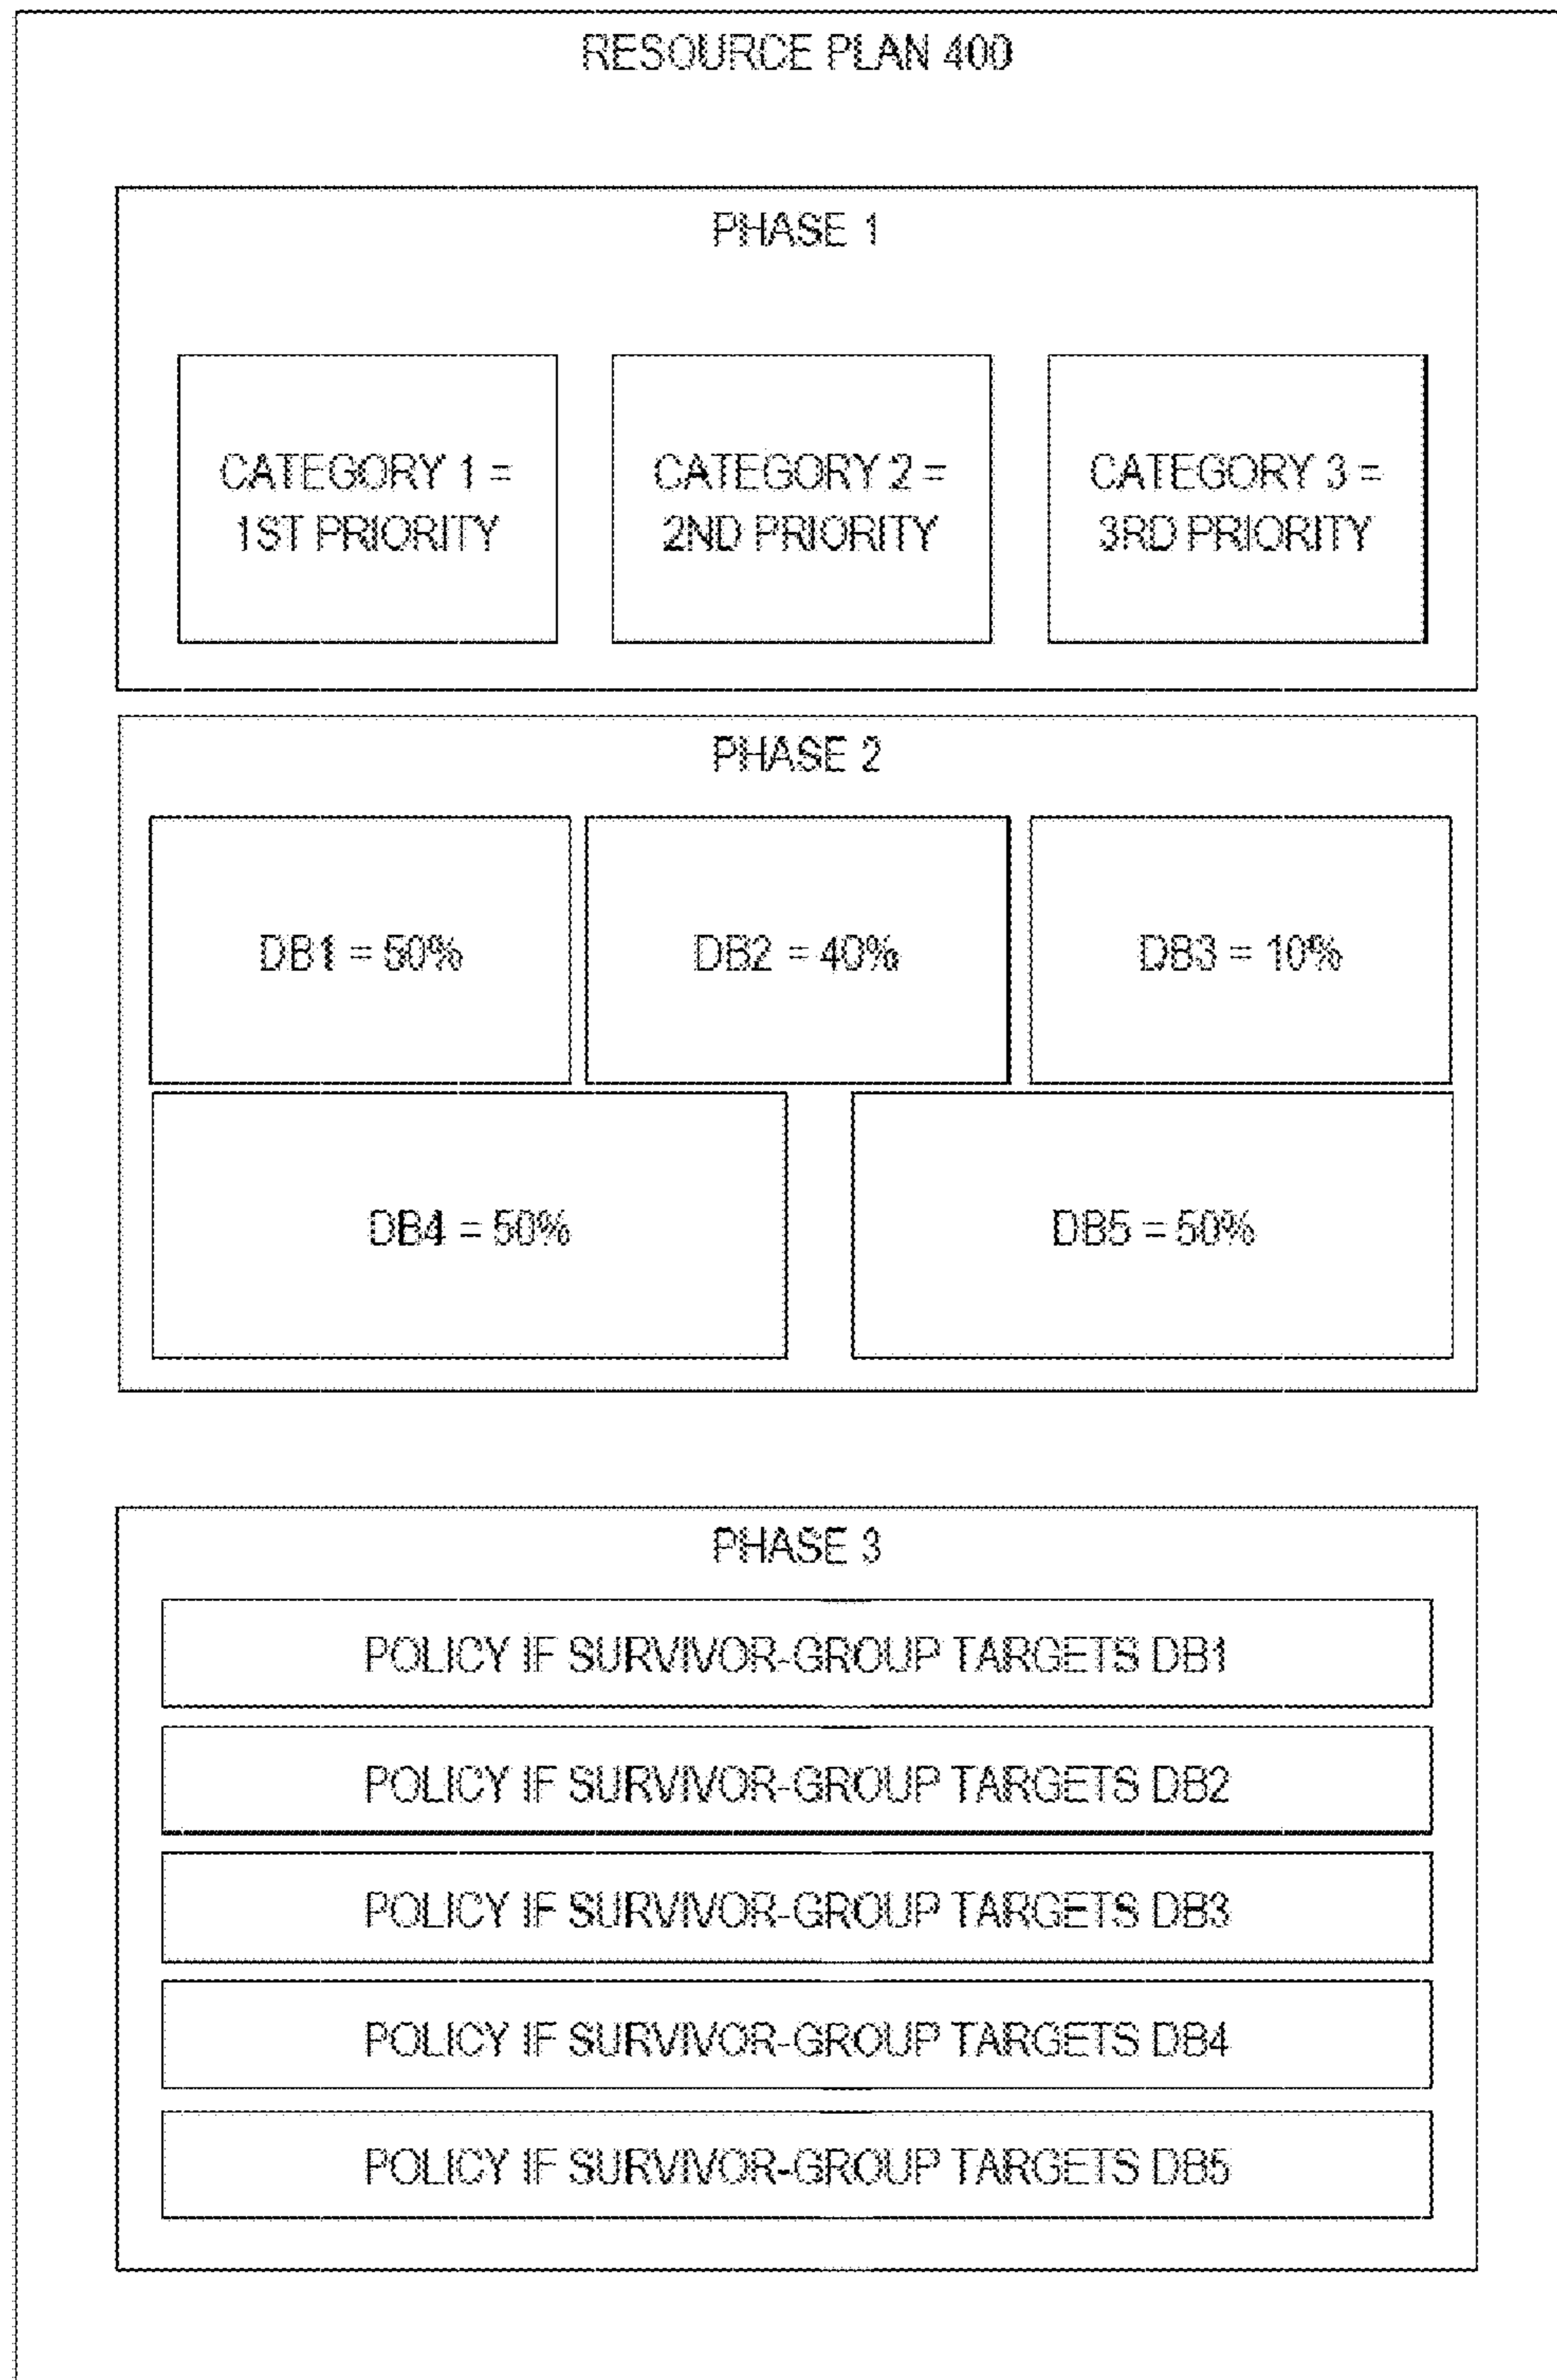 RESOURCE PLAN 400
PHASE 1
CATEGORY 1 =
1ST PRIORITY
CATEGORY 2 =
2ND PRIORITY
CATEGORY 3 =
3RD PRIORITY
PHASE 2
DB1 = 50%
DB2 = 40%
DB3 = 10%
DB4 = 50%
DB5 = 50%
PHASE 3
POLICY IF SURVIVOR-GROUP TARGETS DB1
POLICY IF SURVIVOR-GROUP TARGETS DB2
POLICY IF SURVIVOR-GROUP TARGETS DB3
POLICY IF SURVIVOR-GROUP TARGETS DB4
POLICY IF SURVIVOR-GROUP TARGETS DB5